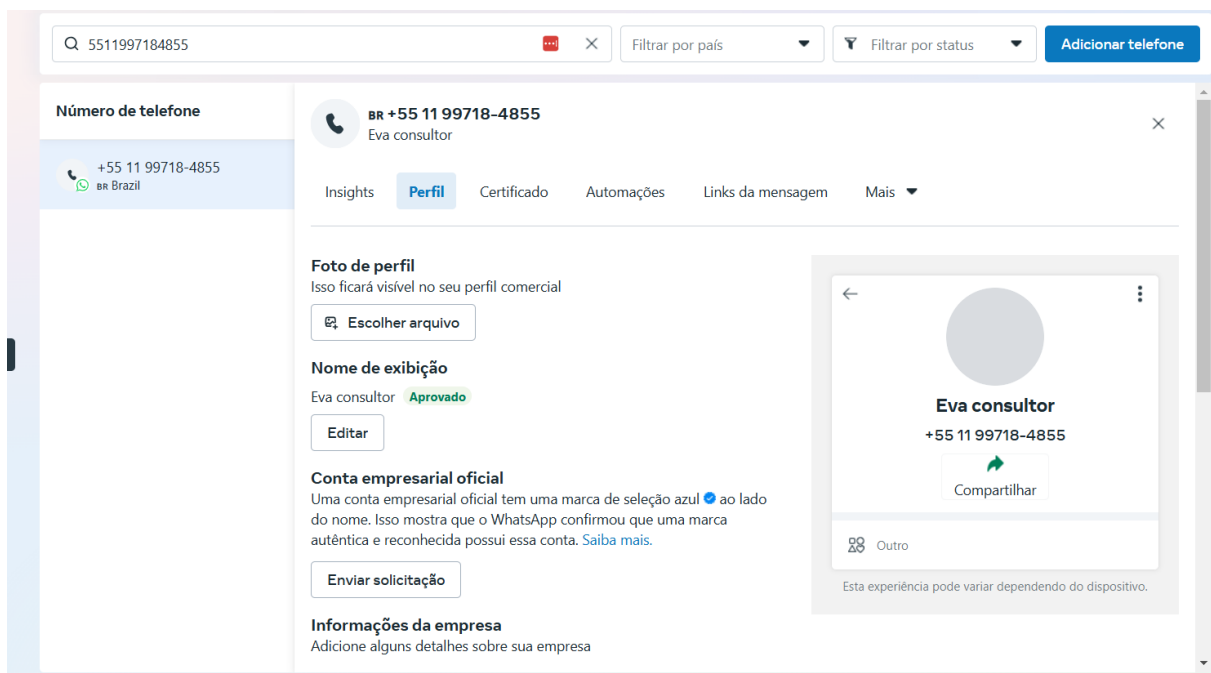 5511997184855
Filtrar por país
Filtrar por status
Adicionar telefone
Número de telefone
+55 11 99718-4855
BR Brazil
BR +55 11 99718-4855
Eva consultor
Insights
Perfil
Certificado
Automações
Links da mensagem
Mais
Foto de perfil
Isso ficará visível no seu perfil comercial
Escolher arquivo
Nome de exibição
Eva consultor Aprovado
Editar
Conta empresarial oficial
Uma conta empresarial oficial tem uma marca de seleção azul ao lado
do nome. Isso mostra que o WhatsApp confirmou que uma marca
autêntica e reconhecida possui essa conta. Saiba mais.
Enviar solicitação
Informações da empresa
Adicione alguns detalhes sobre sua empresa
Eva consultor
+55 11 99718-4855
Compartilhar
Outro
Esta experiência pode variar dependendo do dispositivo.